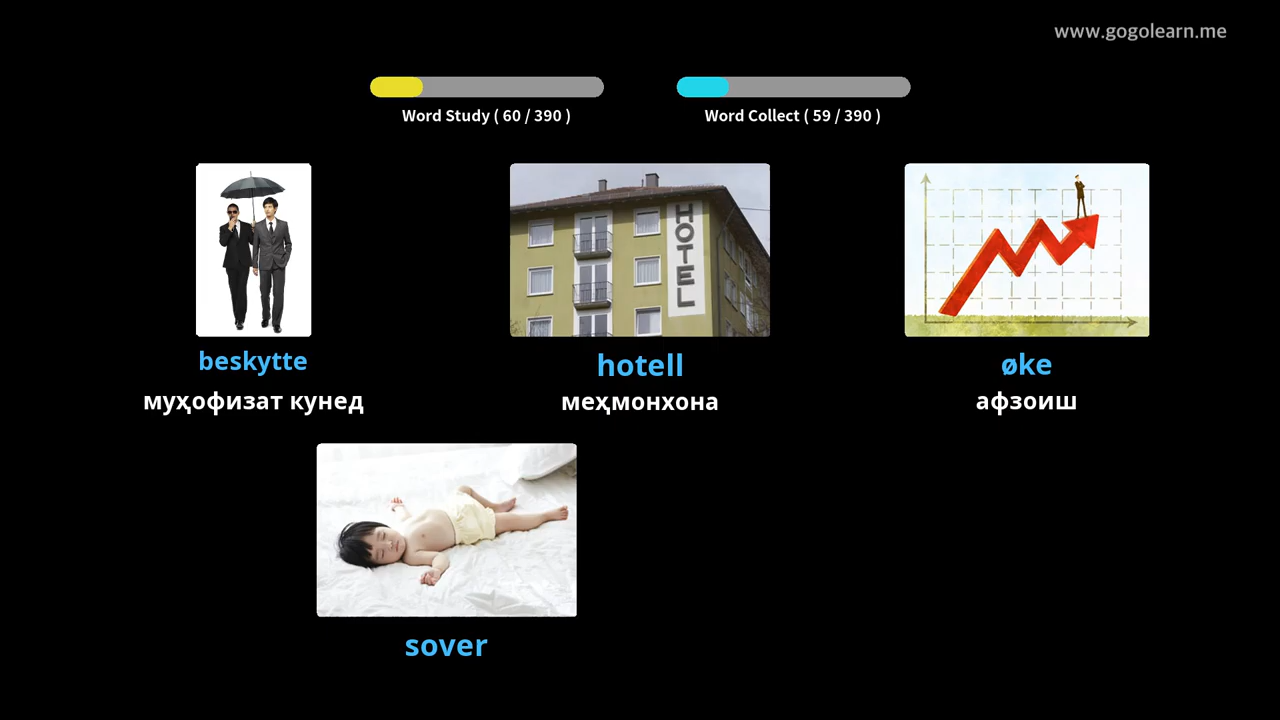 www.gogolearn.me
Word Study ( 60 / 390 )
Word Collect ( 59 / 390 )
HOTEL
beskytte
hotell
øke
муҳофизат кунед
меҳмонхона
афзоиш
sover